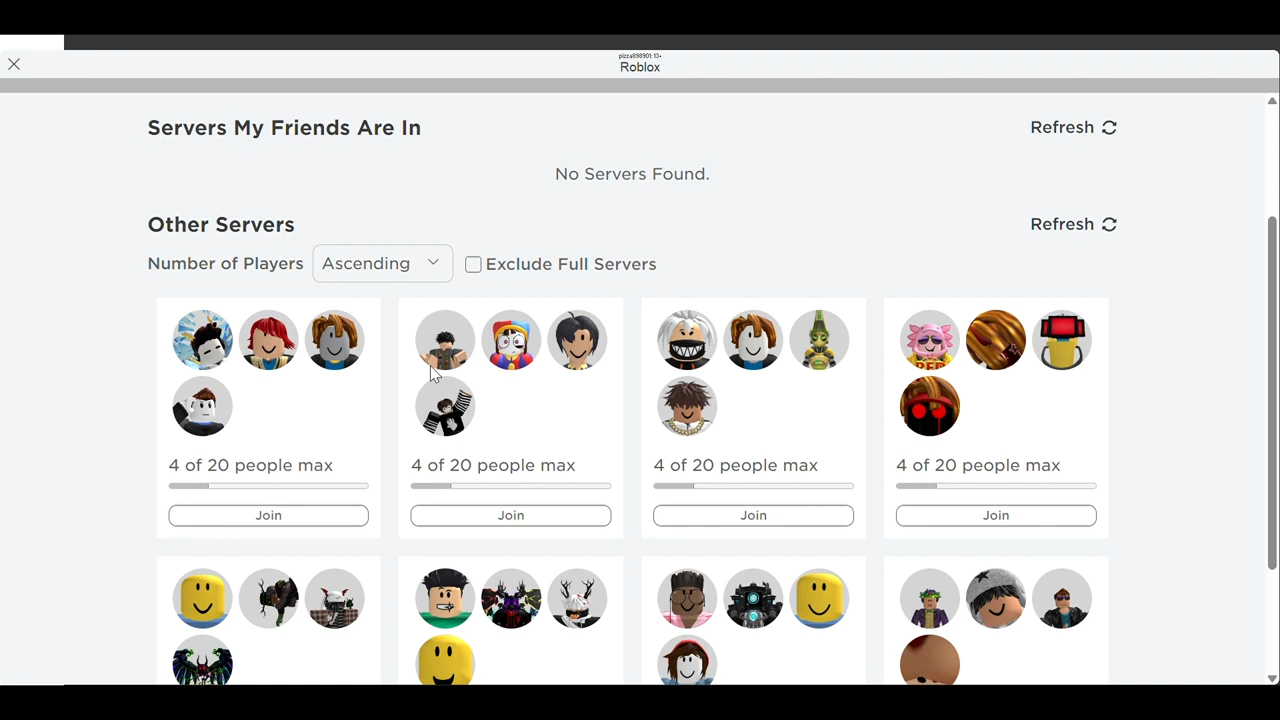 pizza898901: 13+
Roblox
Servers My Friends Are In
Refresh
No Servers Found.
Other Servers
Refresh
Number of Players Ascending Exclude Full Servers
4 of 20 people max
Join
4 of 20 people max
Join
4 of 20 people max
Join
4 of 20 people max
Join